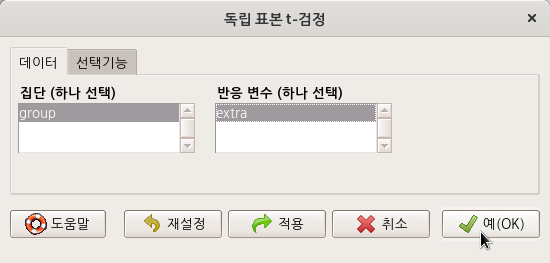 독립 표본 t-검정
데이터 선택기능
집단 (하나 선택) 반응 변수 (하나 선택)
group extra
도움말 재설정 적용 취소 예(OK)